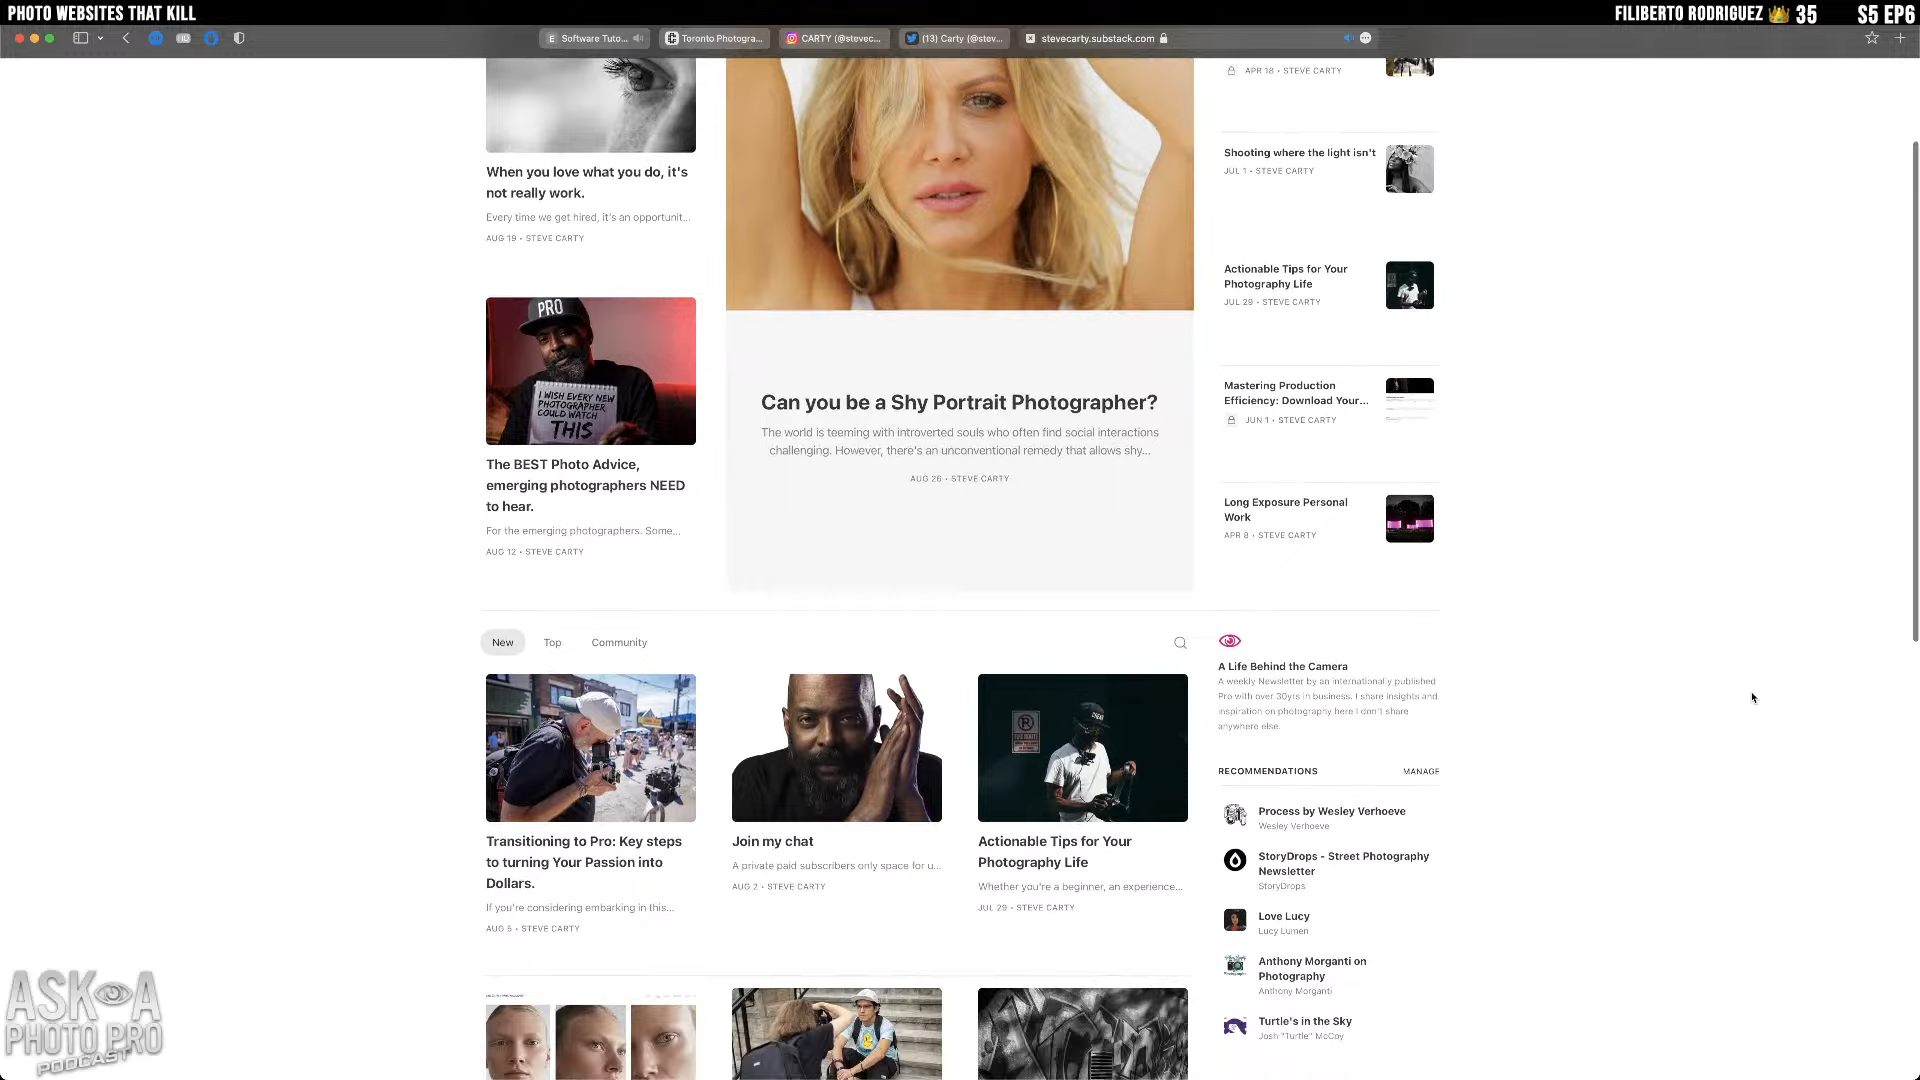 PHOTO WEBSITES THAT KILL
FILIBERTO RODRIGUEZ 35 S5 EP6
Software Tuto...
Toronto Photogra...
CARTY (@stevec...
(13) Carty (@stev...
stevecarty.substack.com
When you love what you do, it's
not really work.
Every time we get hired, it's an opportunit...
AUG 19 • STEVE CARTY
PRO
I WISH EVERY NEW
PHOTOGRAPHER
COULD WATCH
THIS
The BEST Photo Advice,
emerging photographers NEED
to hear.
For the emerging photographers. Some...
AUG 12 • STEVE CARTY
Can you be a Shy Portrait Photographer?
The world is teeming with introverted souls who often find social interactions
challenging. However, there's an unconventional remedy that allows shy...
AUG 26 • STEVE CARTY
APR 18 • STEVE CARTY
Shooting where the light isn't
JUL 1 • STEVE CARTY
Actionable Tips for Your
Photography Life
JUL 29 • STEVE CARTY
Mastering Production
Efficiency: Download Your...
JUN 1 • STEVE CARTY
Long Exposure Personal
Work
APR 8 • STEVE CARTY
New Top Community
Transitioning to Pro: Key steps
to turning Your Passion into
Dollars.
If you're considering embarking in this...
AUG 5 • STEVE CARTY
Join my chat
A private paid subscribers only space for u...
AUG 2 • STEVE CARTY
Actionable Tips for Your
Photography Life
Whether you're a beginner, an experience...
JUL 29 • STEVE CARTY
A Life Behind the Camera
A weekly Newsletter by an internationally published
Pro with over 30yrs in business. I share insights and
inspiration on photography here I don't share
anywhere else.
RECOMMENDATIONS MANAGE
Process by Wesley Verhoeve
Wesley Verhoeve
StoryDrops - Street Photography
Newsletter
StoryDrops
Love Lucy
Lucy Lumen
Anthony Morganti on
Photography
Anthony Morganti
Turtle's in the Sky
Josh "Turtle" McCoy
ASK A
PHOTO PRO
PODCAST